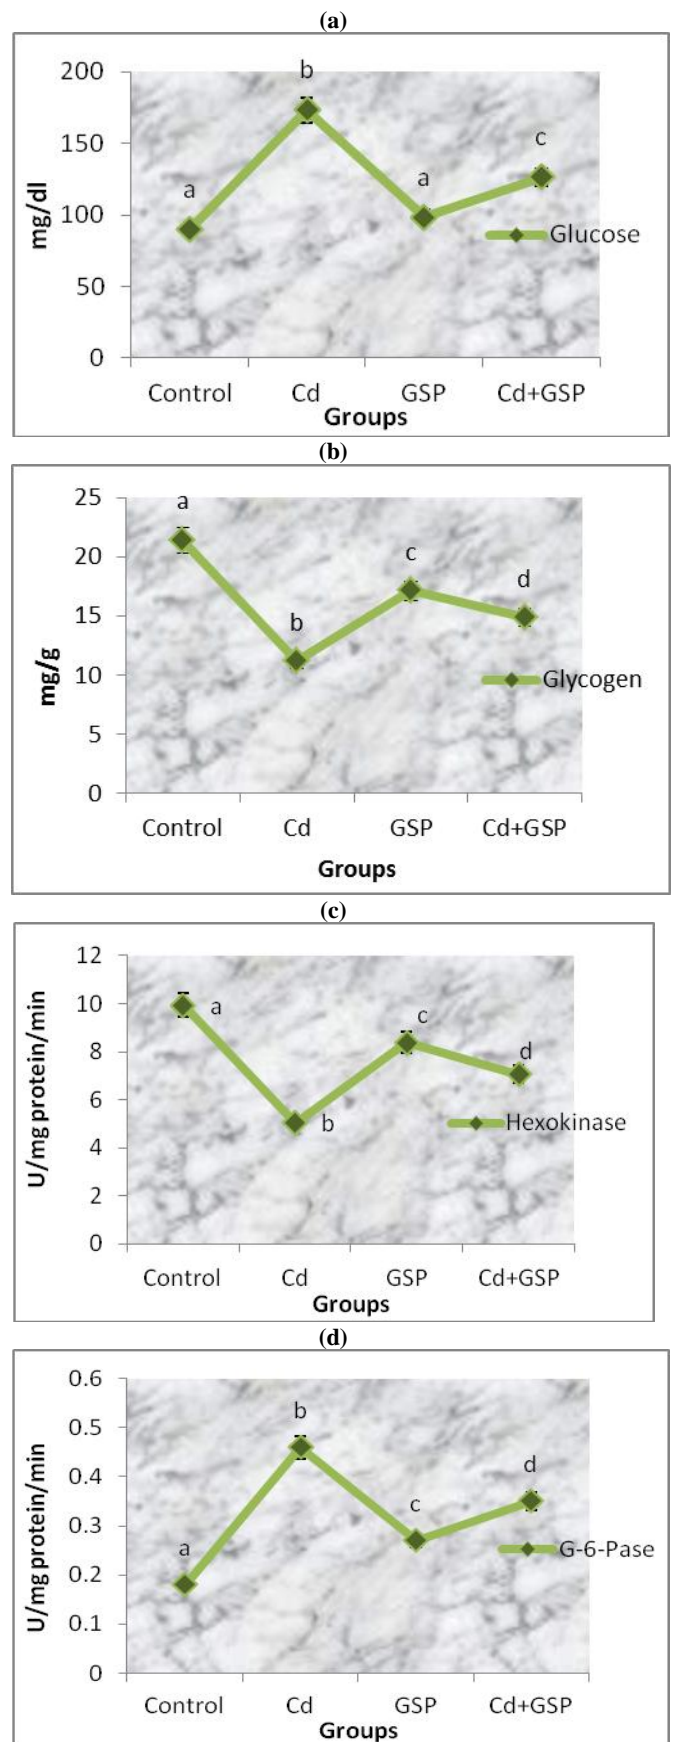 (a)
200
150
100
50
0
mg/dl
a
b
a
c
Glucose
Control Cd GSP Cd+GSP
Groups
(b)
25
20
15
10
5
0
mg/g
a
b
c
d
Glycogen
Control Cd GSP Cd+GSP
Groups
(c)
12
10
8
6
4
2
0
U/mg protein/min
a
b
c
d
Hexokinase
Control Cd GSP Cd+GSP
Groups
(d)
0.6
0.5
0.4
0.3
0.2
0.1
0
U/mg protein/min
a
b
c
d
G-6-Pase
Control Cd GSP Cd+GSP
Groups